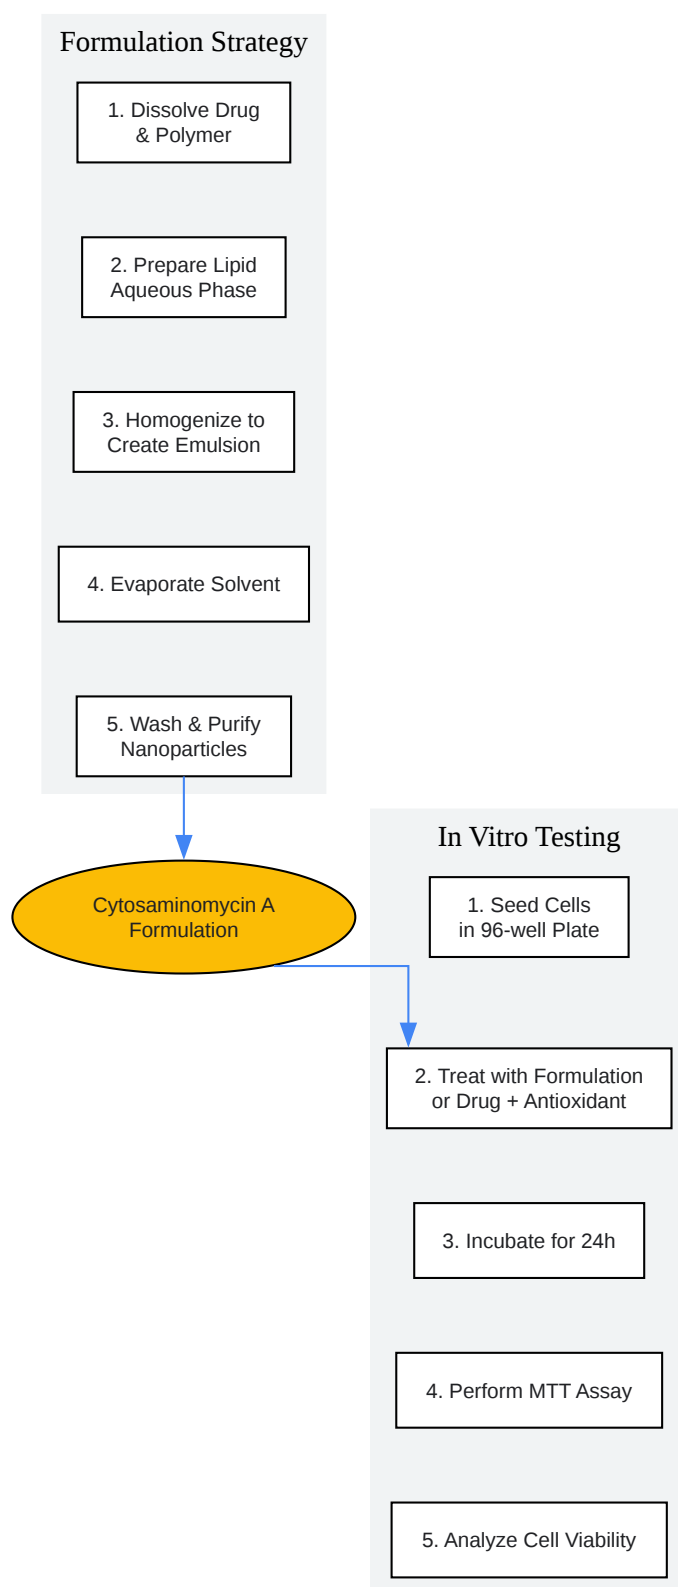 Formulation Strategy
1. Dissolve Drug
& Polymer
2. Prepare Lipid
Aqueous Phase
3. Homogenize to
Create Emulsion
4. Evaporate Solvent
5. Wash & Purify
Nanoparticles
Cytosaminomycin A
Formulation
In Vitro Testing
1. Seed Cells
in 96-well Plate
2. Treat with Formulation
or Drug + Antioxidant
3. Incubate for 24h
4. Perform MTT Assay
5. Analyze Cell Viability